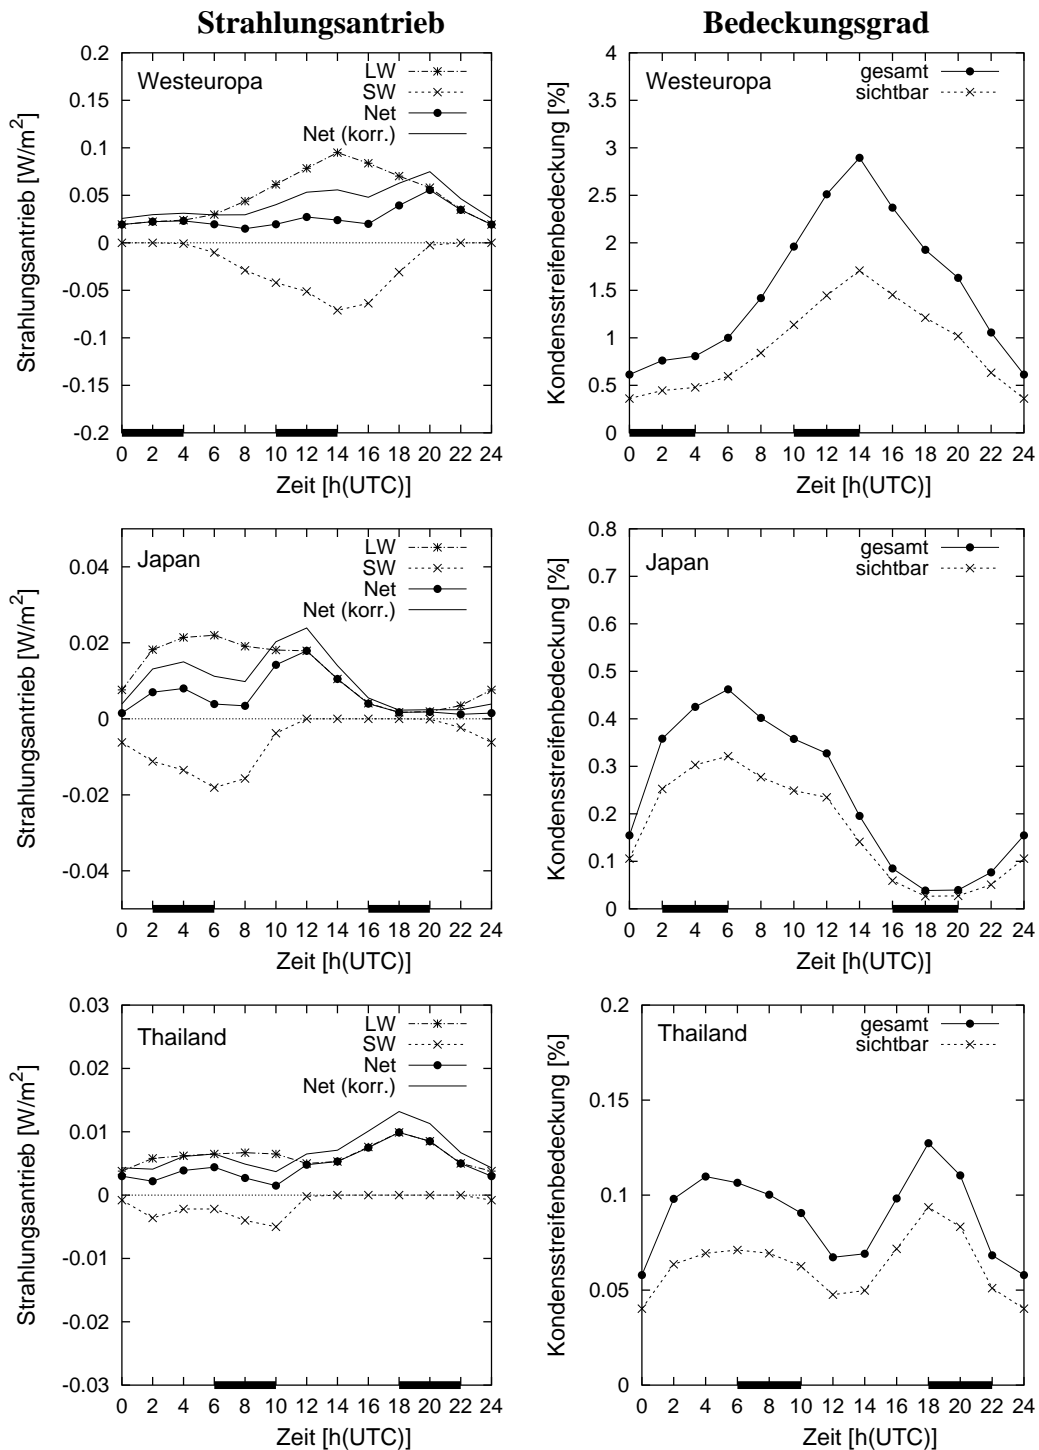 Strahlungsantrieb
Bedeckungsgrad
Strahlungsantrieb [W/m²]
0.2
0.15
0.1
0.05
0
-0.05
-0.1
-0.15
-0.2
Westeuropa
LW
SW
Net
Net (korr.)
0 2 4 6 8 10 12 14 16 18 20 22 24
Zeit [h(UTC)]
Kondensstreifenbedeckung [%]
4
3.5
3
2.5
2
1.5
1
0.5
0
Westeuropa
gesamt
sichtbar
0 2 4 6 8 10 12 14 16 18 20 22 24
Zeit [h(UTC)]
Strahlungsantrieb [W/m²]
0.04
0.02
0
-0.02
-0.04
Japan
LW
SW
Net
Net (korr.)
0 2 4 6 8 10 12 14 16 18 20 22 24
Zeit [h(UTC)]
Kondensstreifenbedeckung [%]
0.8
0.7
0.6
0.5
0.4
0.3
0.2
0.1
0
Japan
gesamt
sichtbar
0 2 4 6 8 10 12 14 16 18 20 22 24
Zeit [h(UTC)]
Strahlungsantrieb [W/m²]
0.03
0.02
0.01
0
-0.01
-0.02
-0.03
Thailand
LW
SW
Net
Net (korr.)
0 2 4 6 8 10 12 14 16 18 20 22 24
Zeit [h(UTC)]
Kondensstreifenbedeckung [%]
0.2
0.15
0.1
0.05
0
Thailand
gesamt
sichtbar
0 2 4 6 8 10 12 14 16 18 20 22 24
Zeit [h(UTC)]